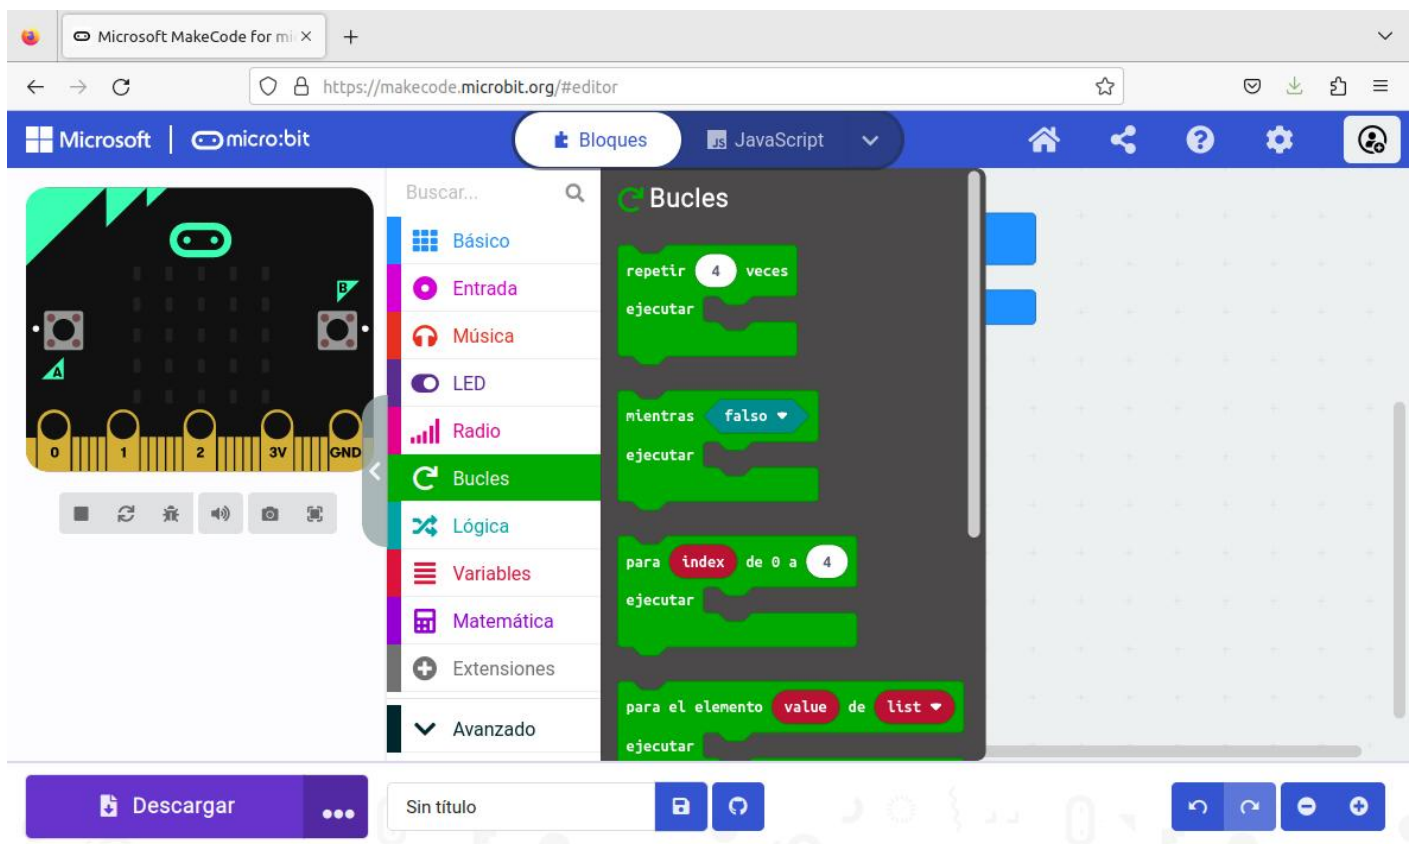 Microsoft MakeCode for mi
https://makecode.microbit.org/#editor
Microsoft | micro:bit
Bloques
JS JavaScript
Buscar...
Básico
Entrada
Música
LED
Radio
Bucles
Lógica
Variables
Matemática
Extensiones
Avanzado
B
A
0 1 2 3V GND
Bucles
repetir 4 veces
ejecutar
mientras falso
ejecutar
para index de 0 a 4
ejecutar
para el elemento value de list
ejecutar
Descargar
Sin título